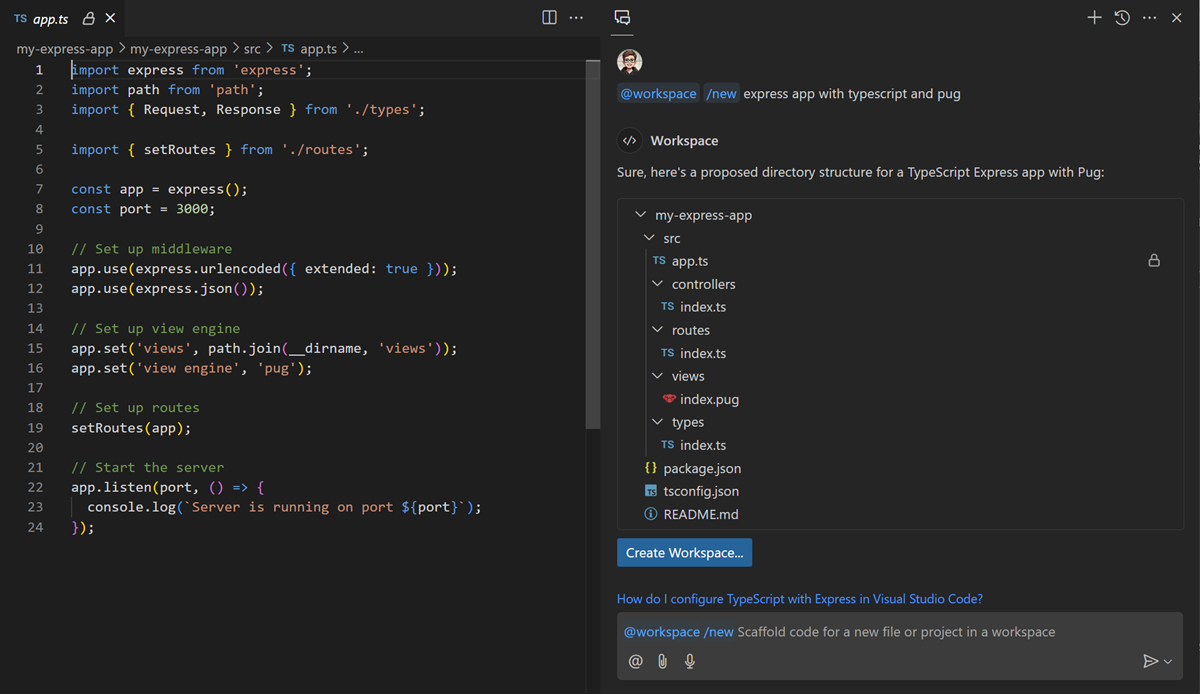 TS app.ts
my-express-app > my-express-app > src > TS app.ts > ...
1 import express from 'express';
2 import path from 'path';
3 import { Request, Response } from './types';
4
5 import { setRoutes } from './routes';
6
7 const app = express();
8 const port = 3000;
9
10 // Set up middleware
11 app.use(express.urlencoded({ extended: true }));
12 app.use(express.json());
13
14 // Set up view engine
15 app.set('views', path.join(__dirname, 'views'));
16 app.set('view engine', 'pug');
17
18 // Set up routes
19 setRoutes(app);
20
21 // Start the server
22 app.listen(port, () => {
23   console.log(`Server is running on port ${port}`);
24 });
@workspace /new express app with typescript and pug
Workspace
Sure, here's a proposed directory structure for a TypeScript Express app with Pug:
my-express-app
src
TS app.ts
controllers
TS index.ts
routes
TS index.ts
views
index.pug
types
TS index.ts
{} package.json
TS tsconfig.json
README.md
Create Workspace...
How do I configure TypeScript with Express in Visual Studio Code?
@workspace /new Scaffold code for a new file or project in a workspace
@